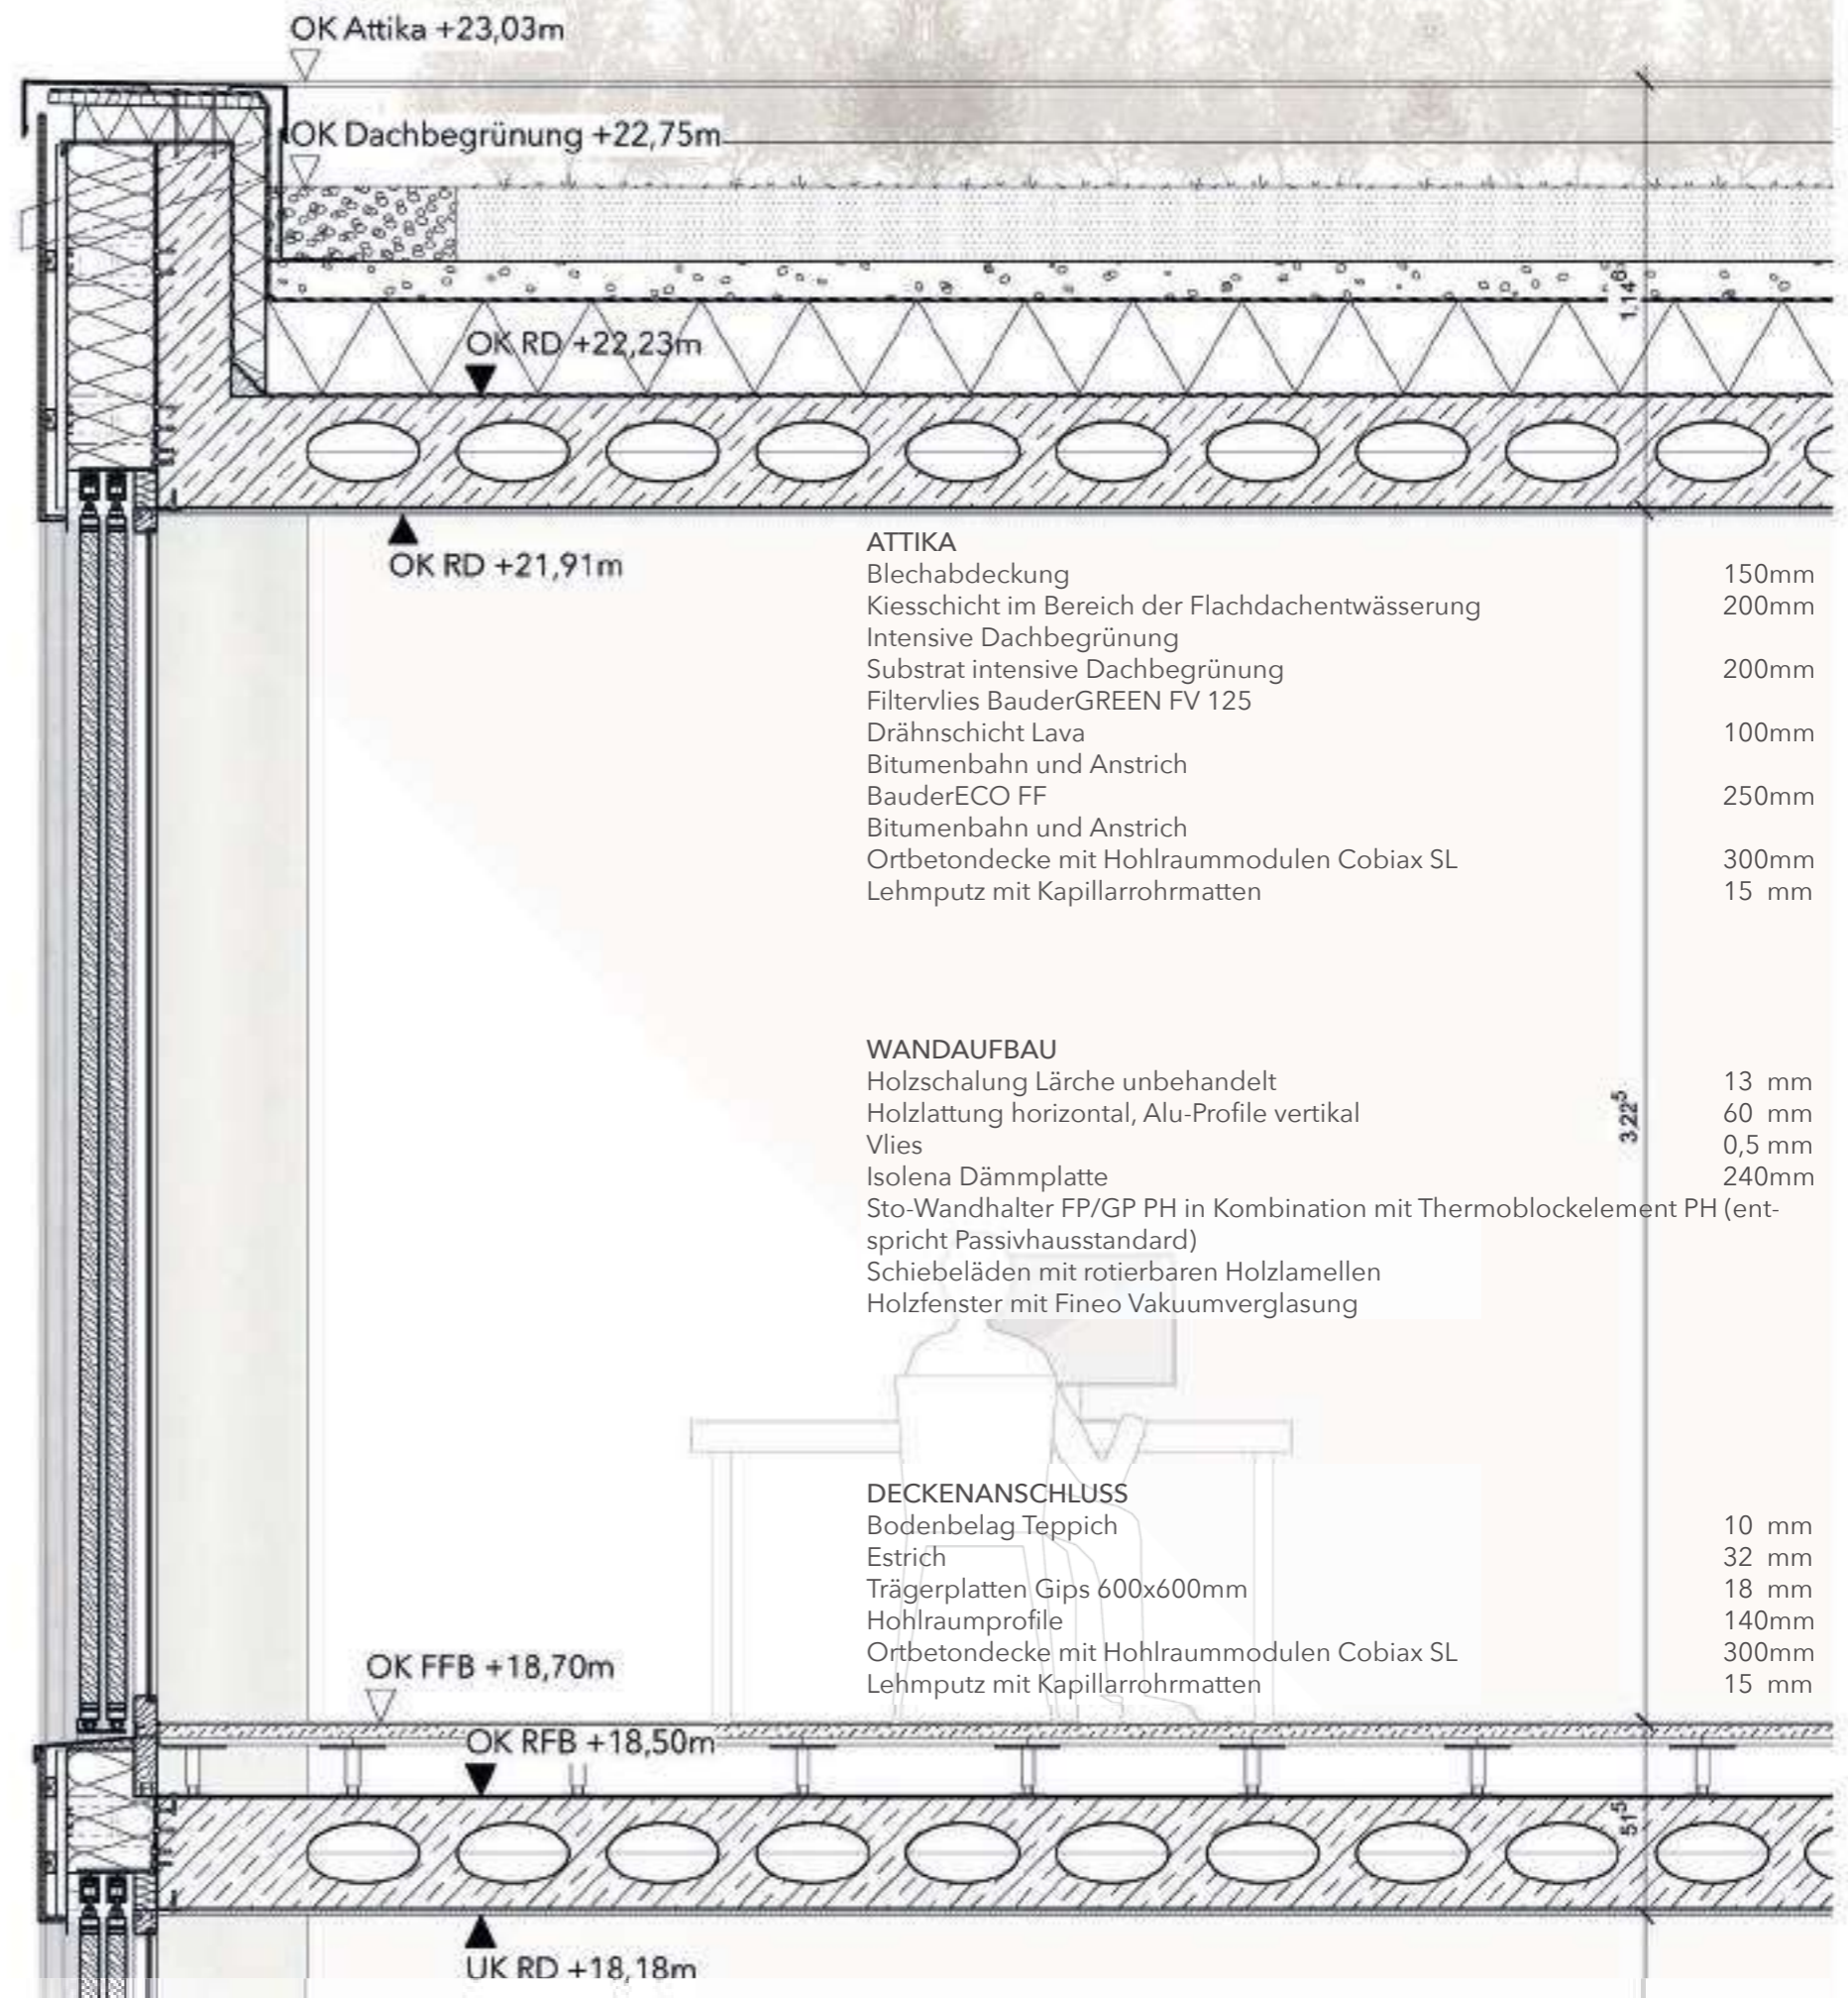 OK Attika +23,03m
OK Dachbegrünung +22,75m
1,14⁸
OK RD +22,23m
OK RD +21,91m
ATTIKA
Blechabdeckung 150mm
Kiesschicht im Bereich der Flachdachentwässerung 200mm
Intensive Dachbegrünung
Substrat intensive Dachbegrünung 200mm
Filtervlies BauderGREEN FV 125
Drähnschicht Lava 100mm
Bitumenbahn und Anstrich
BauderECO FF 250mm
Bitumenbahn und Anstrich
Ortbetondecke mit Hohlraummodulen Cobiax SL 300mm
Lehmputz mit Kapillarrohrmatten 15 mm
WANDAUFBAU
Holzschalung Lärche unbehandelt 13 mm
Holzlattung horizontal, Alu-Profile vertikal 60 mm
3,22⁵
Vlies 0,5 mm
Isolena Dämmplatte 240mm
Sto-Wandhalter FP/GP PH in Kombination mit Thermoblockelement PH (ent-
spricht Passivhausstandard)
Schiebeläden mit rotierbaren Holzlamellen
Holzfenster mit Fineo Vakuumverglasung
DECKENANSCHLUSS
Bodenbelag Teppich 10 mm
Estrich 32 mm
Trägerplatten Gips 600x600mm 18 mm
Hohlraumprofile 140mm
Ortbetondecke mit Hohlraummodulen Cobiax SL 300mm
Lehmputz mit Kapillarrohrmatten 15 mm
OK FFB +18,70m
OK RFB +18,50m
51⁵
UK RD +18,18m